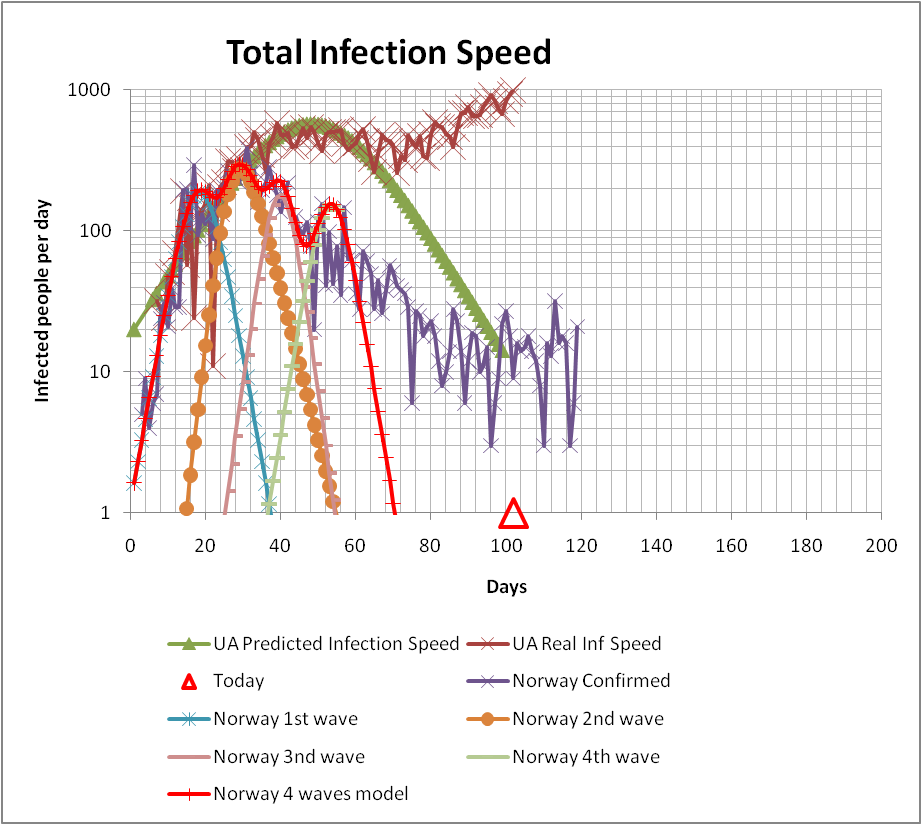 Total Infection Speed
Infected people per day
1000
100
10
1
0 20 40 60 80 100 120 140 160 180 200
Days
UA Predicted Infection Speed UA Real Inf Speed
Today Norway Confirmed
Norway 1st wave Norway 2nd wave
Norway 3nd wave Norway 4th wave
Norway 4 waves model